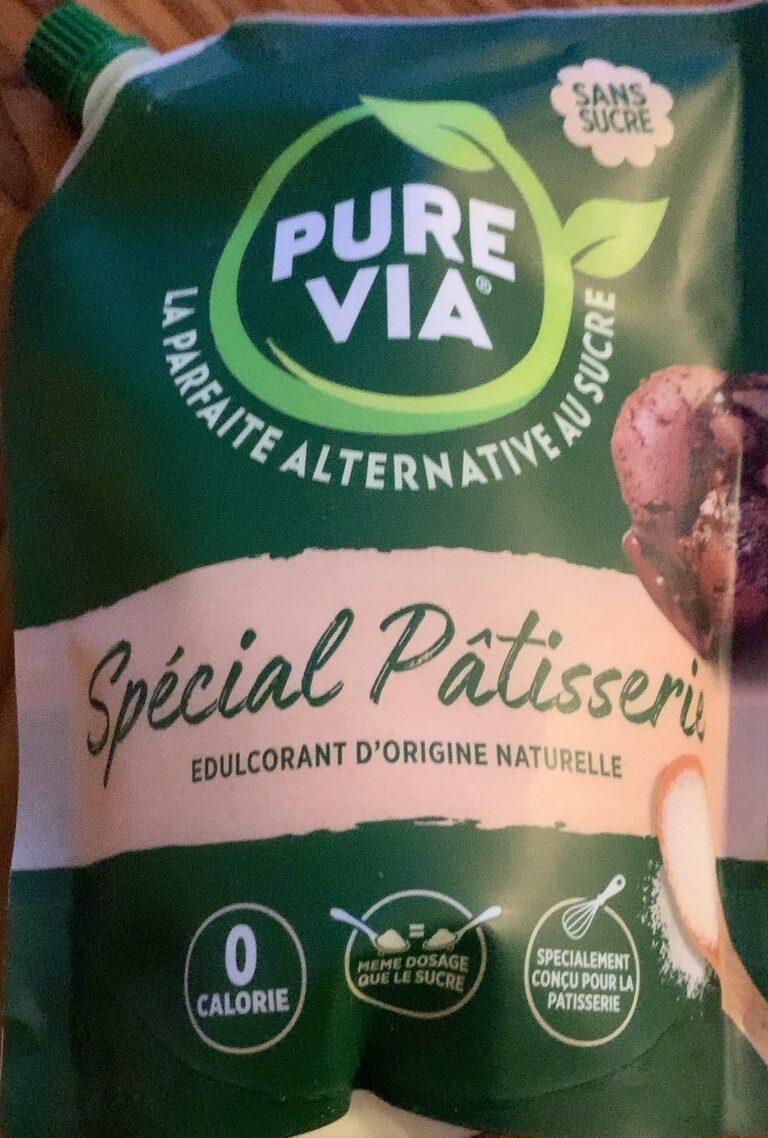 SANS
SUCRE
PURE
VIA®
LA PARFAITE ALTERNATIVE AU SUCRE
Spécial Pâtisserie
EDULCORANT D'ORIGINE NATURELLE
0
CALORIE
=
MEME DOSAGE
QUE LE SUCRE
SPECIALEMENT
CONÇU POUR LA
PATISSERIE